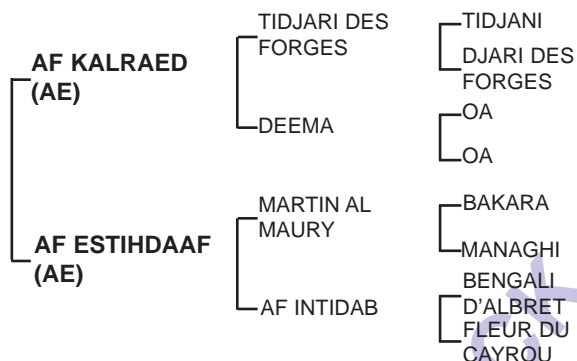 AF KALRAED
(AE)
TIDJARI DES
FORGES
TIDJANI
DJARI DES
FORGES
DEEMA
OA
OA
AF ESTIHDAAF
(AE)
MARTIN AL
MAURY
BAKARA
MANAGHI
AF INTIDAB
BENGALI
D'ALBRET
FLEUR DU
CAYROU
CK